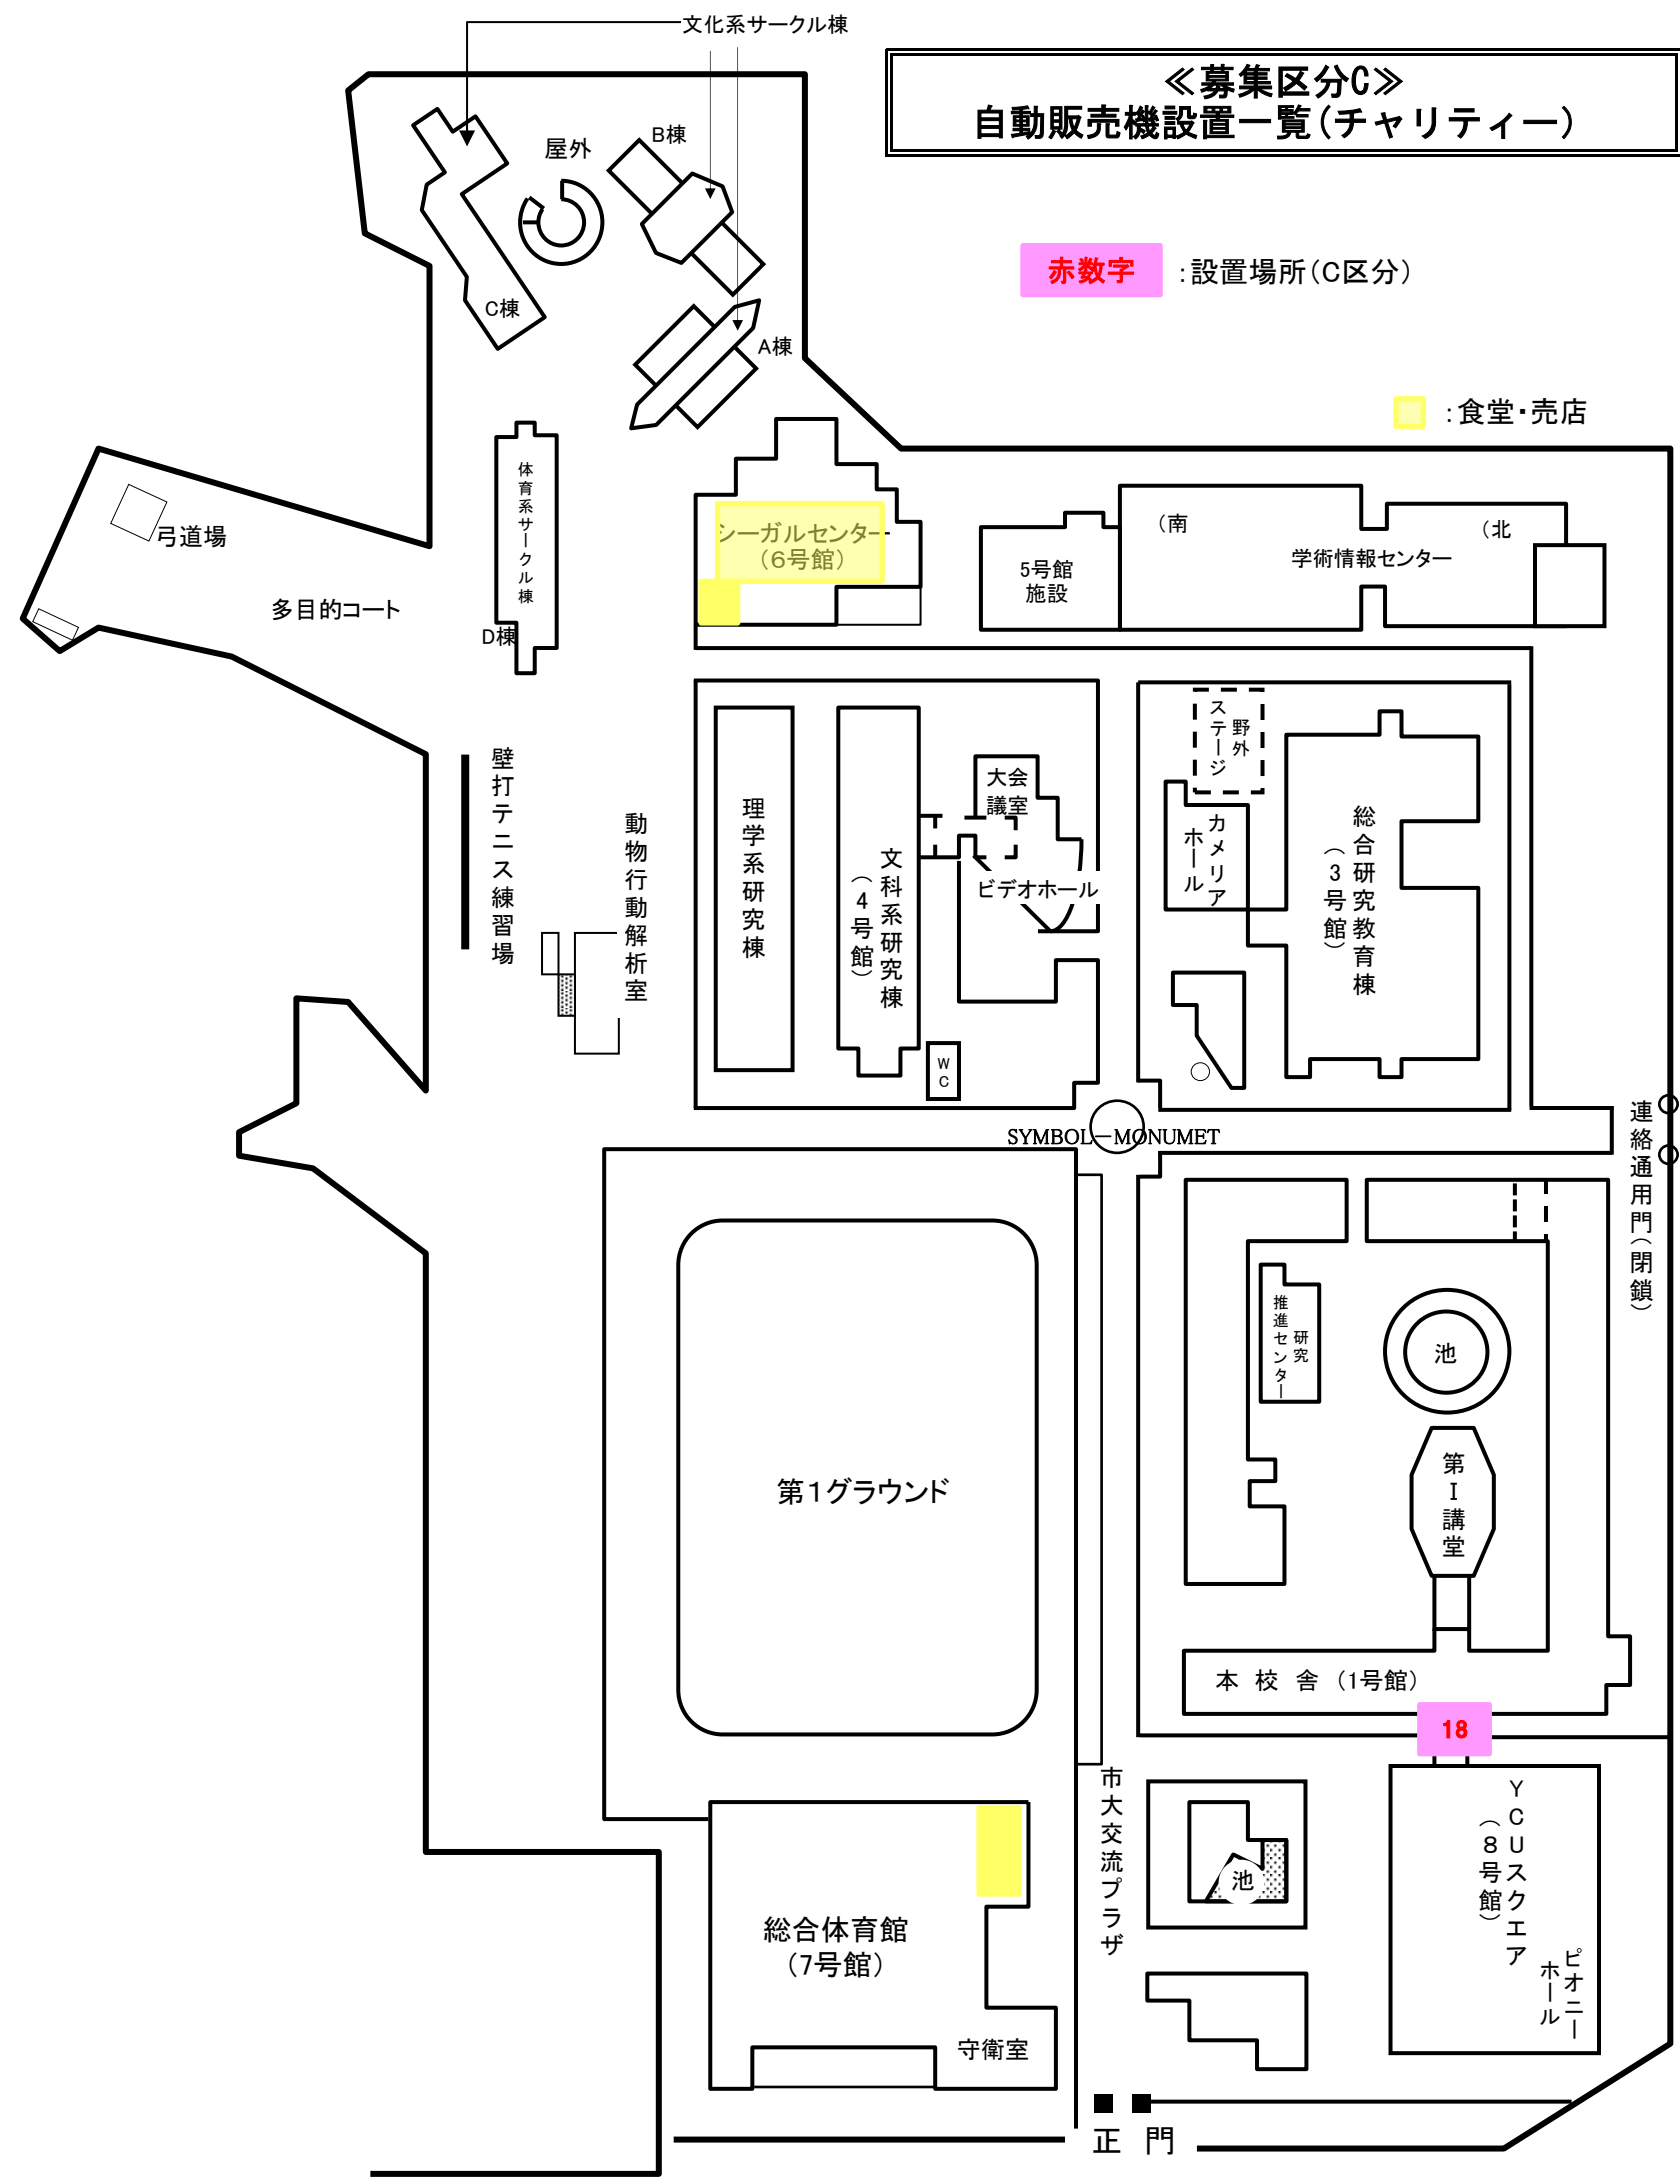 文化系サークル棟
≪募集区分C≫
自動販売機設置一覧(チャリティー)
赤数字
:設置場所(C区分)
:食堂・売店
屋外
B棟
C棟
A棟
体育系サークル棟
D棟
弓道場
多目的コート
シーガルセンター
(6号館)
5号館
施設
(南
(北
学術情報センター
壁打テニス練習場
動物行動解析室
理学系研究棟
文科系研究棟
(4号館)
大会
議室
ビデオホール
WC
野外
ステージ
カメリア
ホール
総合研究教育棟
(3号館)
SYMBOL-MONUMET
連絡通用門(閉鎖)
研究
推進センター
池
第I講堂
第1グラウンド
本 校 舎 (1号館)
18
市大交流プラザ
池
YCUスクエア
(8号館)
ピオニー
ホール
総合体育館
(7号館)
守衛室
正 門